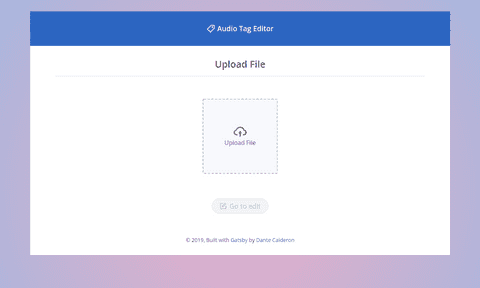 Audio Tag Editor
Upload File
Upload File
Go to edit
© 2019, Built with Gatsby by Dante Calderon